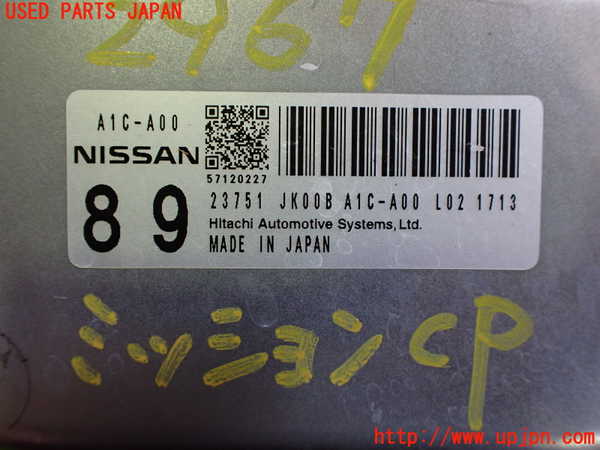 USED PARTS JAPAN
2467
A1C-A00
NISSAN
57120227
89
23751 JK00B A1C-A00 L02 1713
Hitachi Automotive Systems, Ltd.
MADE IN JAPAN
ミッションCP
http://www.upjpn.com/